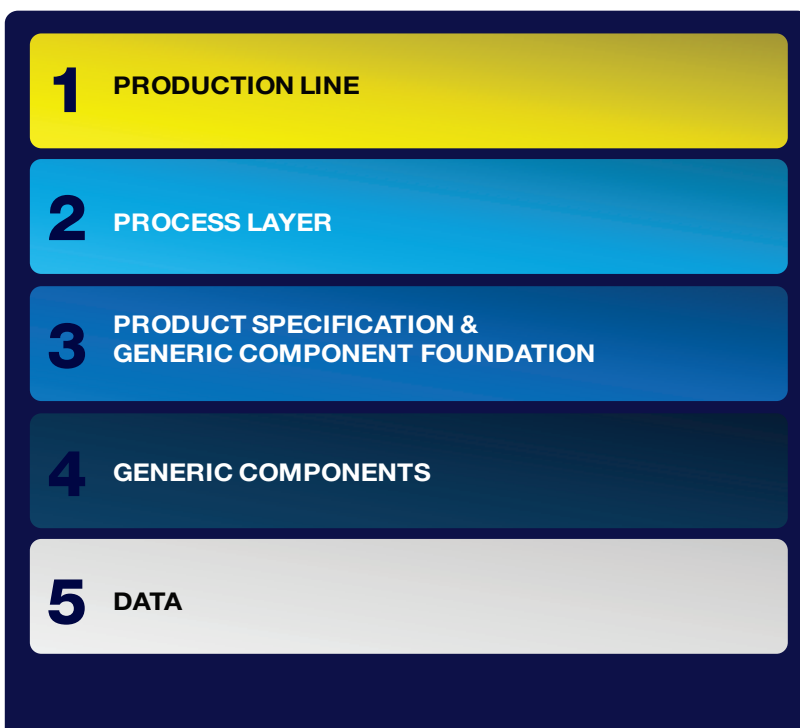 1 PRODUCTION LINE
2 PROCESS LAYER
3 PRODUCT SPECIFICATION &
GENERIC COMPONENT FOUNDATION
4 GENERIC COMPONENTS
5 DATA